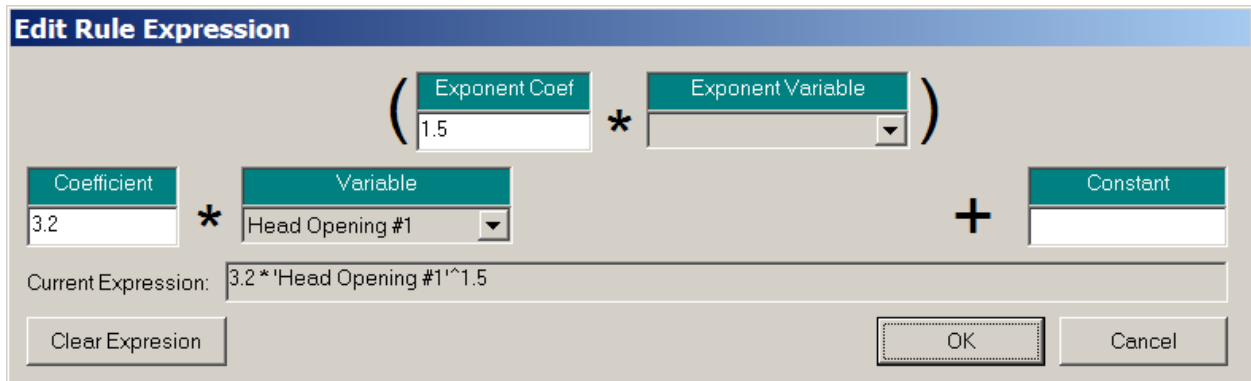 Edit Rule Expression
( Exponent Coef * Exponent Variable )
1.5
Coefficient Variable Constant
3.2 * Head Opening #1 +
Current Expression: 3.2 * 'Head Opening #1'^1.5
Clear Expresion OK Cancel